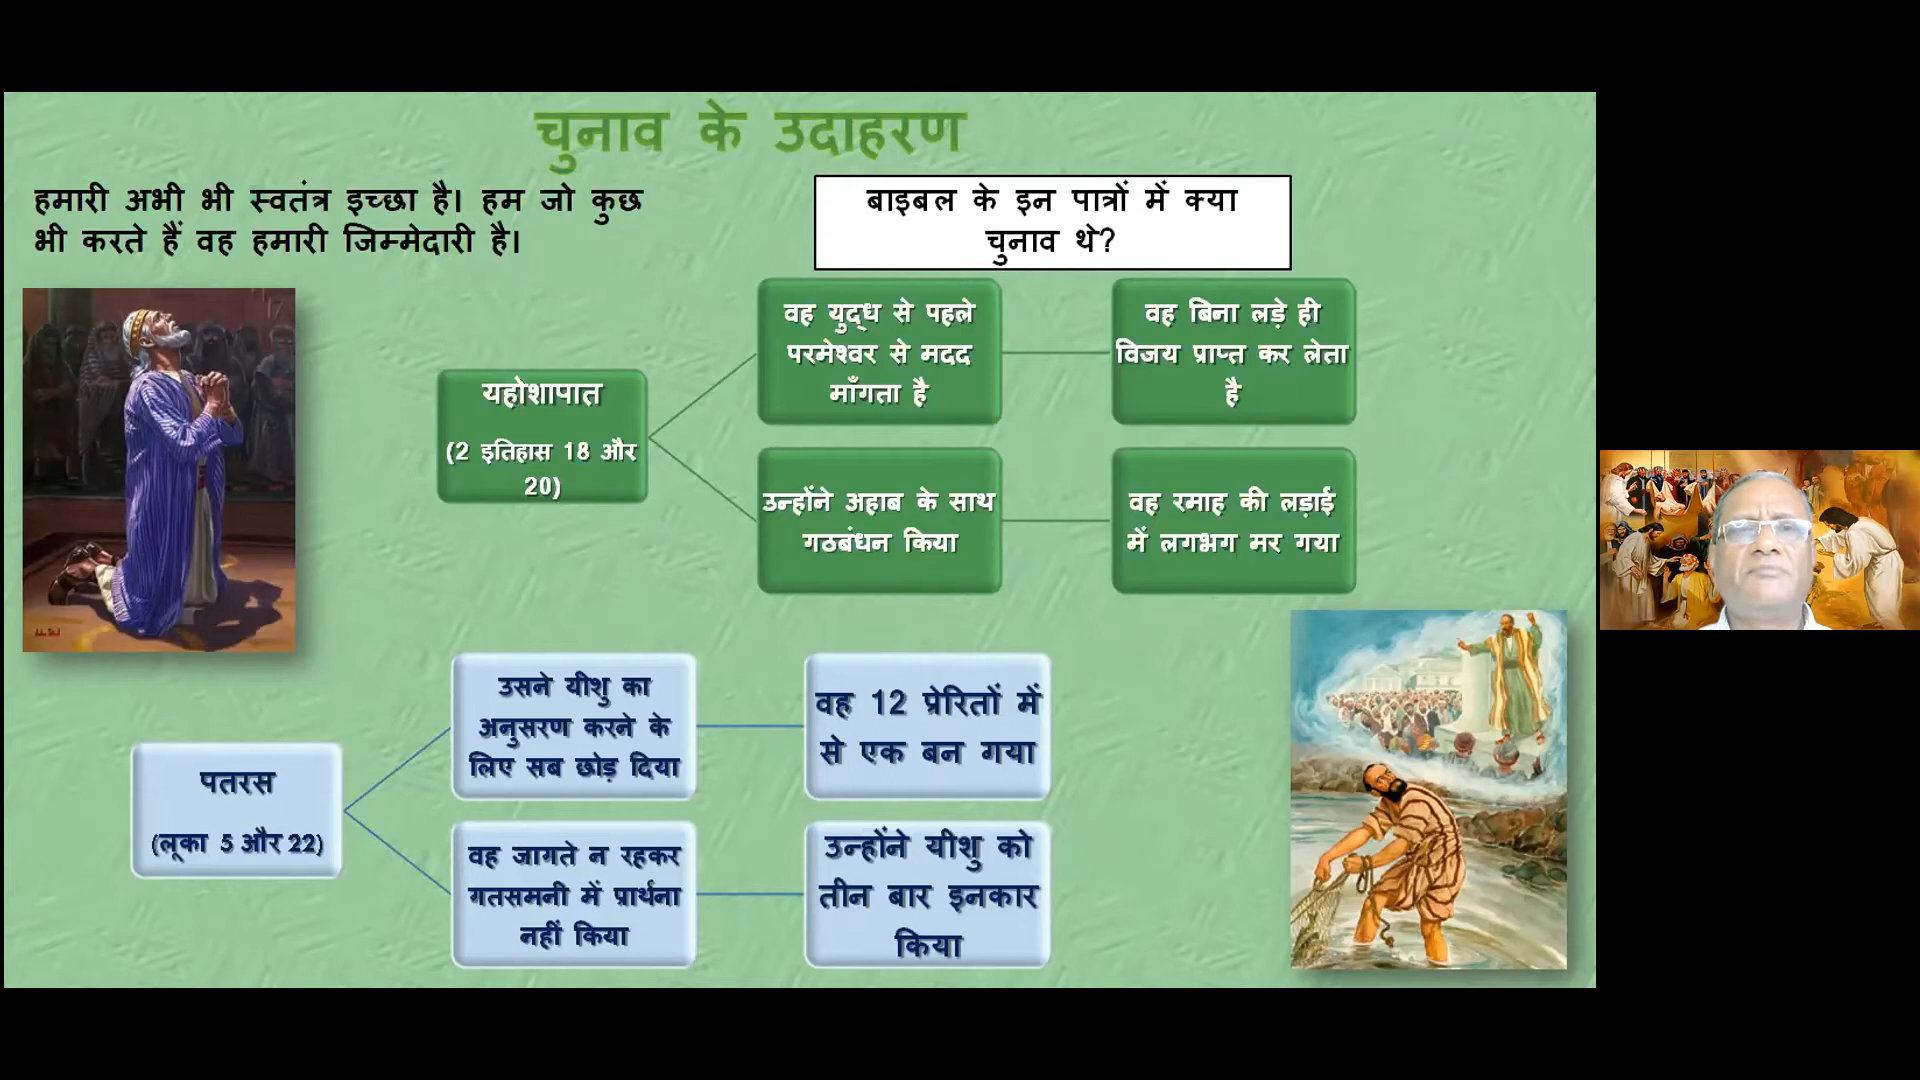 चुनाव के उदाहरण
हमारी अभी भी स्वतंत्र इच्छा है। हम जो कुछ
भी करते हैं वह हमारी जिम्मेदारी है।
बाइबल के इन पात्रों में क्या
चुनाव थे?
यहोशापात
(2 इतिहास 18 और
20)
वह युद्ध से पहले
परमेश्वर से मदद
माँगता है
वह बिना लड़े ही
विजय प्राप्त कर लेता
है
उन्होंने अहाब के साथ
गठबंधन किया
वह रमाह की लड़ाई
में लगभग मर गया
पतरस
(लूका 5 और 22)
उसने यीशु का
अनुसरण करने के
लिए सब छोड़ दिया
वह 12 प्रेरितों में
से एक बन गया
वह जागते न रहकर
गतसमनी में प्रार्थना
नहीं किया
उन्होंने यीशु को
तीन बार इनकार
किया